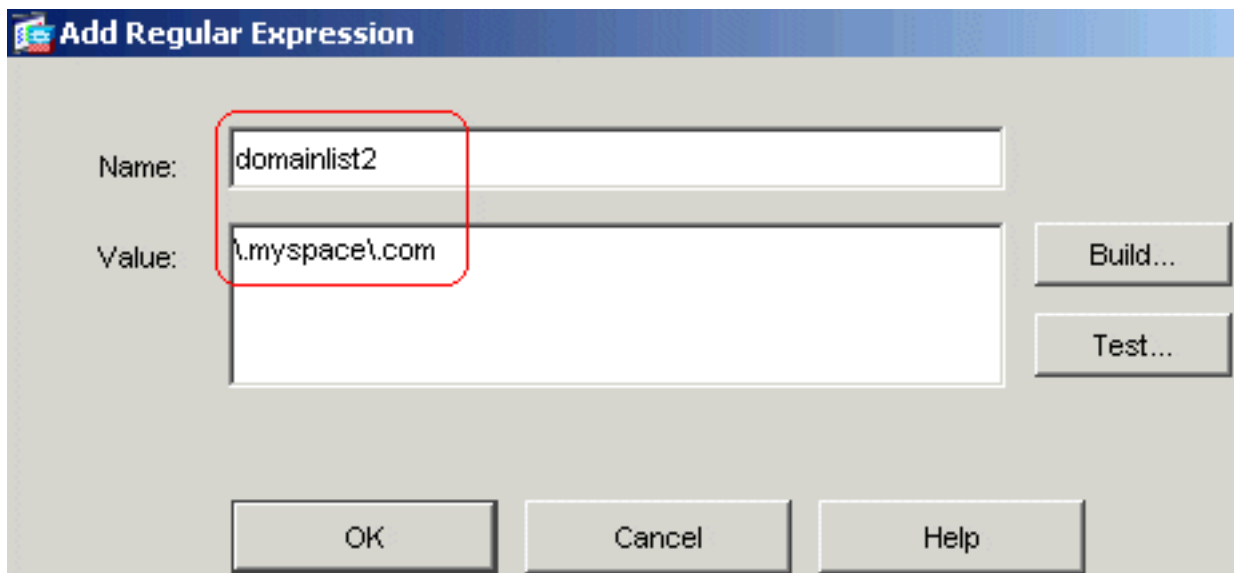 Add Regular Expression
Name:
domainlist2
Value:
\.myspace\.com
Build...
Test...
OK
Cancel
Help